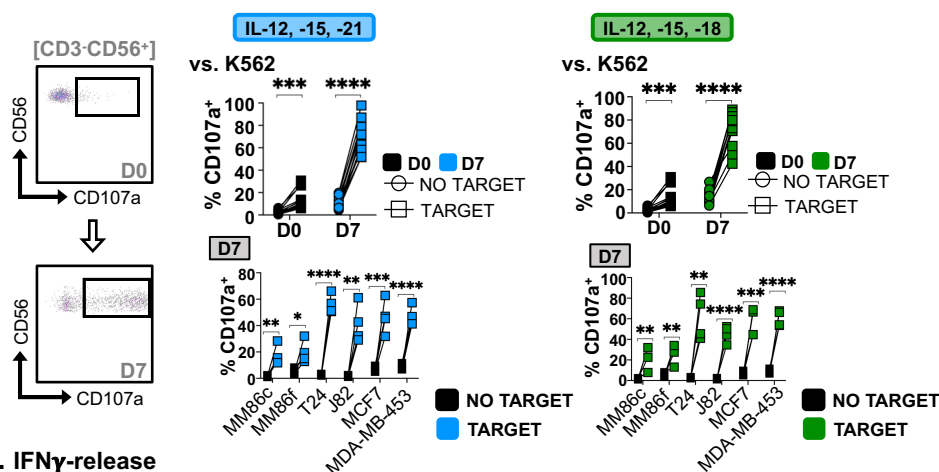 [CD3-CD56+]
CD56
D0
CD107a
CD56
D7
CD107a
IL-12, -15, -21
vs. K562
% CD107a+
100
80
60
40
20
0
***
****
D0
D7
D0 D7
NO TARGET
TARGET
D7
% CD107a+
80
60
40
20
0
**
*
****
**
***
****
MM86c
MM86f
T24
J82
MCF7
MDA-MB-453
NO TARGET
TARGET
IL-12, -15, -18
vs. K562
% CD107a+
100
80
60
40
20
0
***
****
D0
D7
D0 D7
NO TARGET
TARGET
D7
% CD107a+
100
80
60
40
20
0
**
**
**
****
***
****
MM86c
MM86f
T24
J82
MCF7
MDA-MB-453
NO TARGET
TARGET
. IFNγ-release